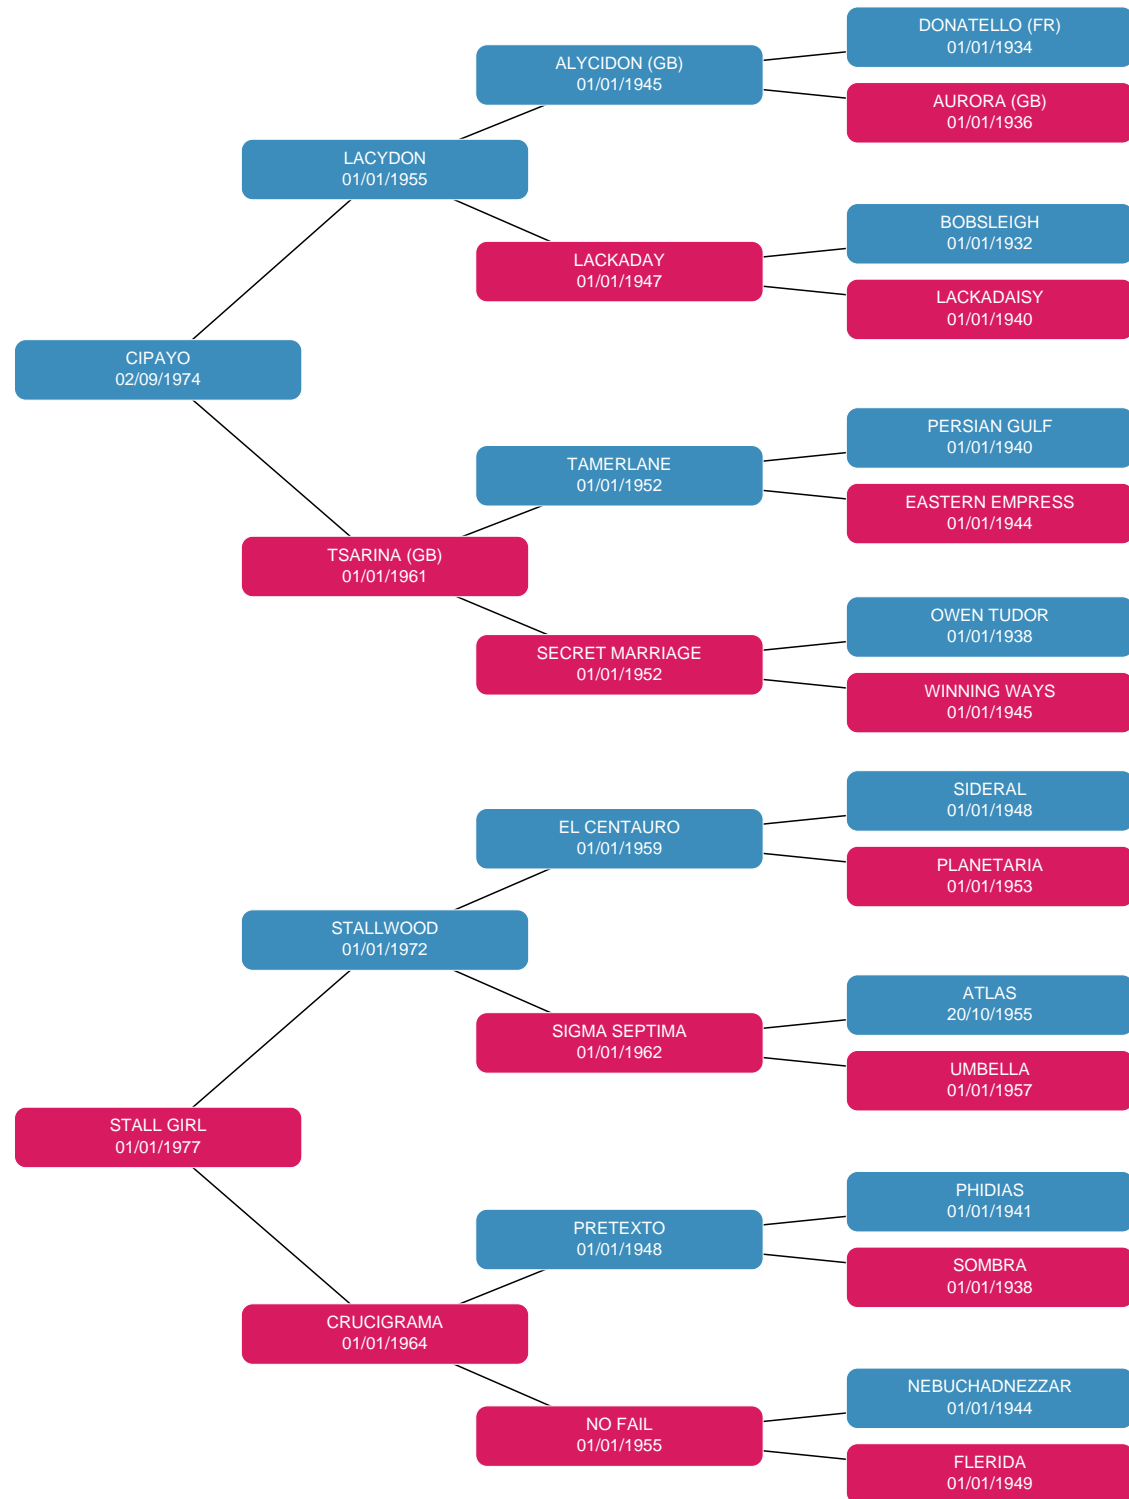 DONATELLO (FR)
01/01/1934
ALYCIDON (GB)
01/01/1945
AURORA (GB)
01/01/1936
LACYDON
01/01/1955
BOBSLEIGH
01/01/1932
LACKADAY
01/01/1947
LACKADAISY
01/01/1940
CIPAYO
02/09/1974
PERSIAN GULF
01/01/1940
TAMERLANE
01/01/1952
EASTERN EMPRESS
01/01/1944
TSARINA (GB)
01/01/1961
OWEN TUDOR
01/01/1938
SECRET MARRIAGE
01/01/1952
WINNING WAYS
01/01/1945
SIDERAL
01/01/1948
EL CENTAURO
01/01/1959
PLANETARIA
01/01/1953
STALLWOOD
01/01/1972
ATLAS
20/10/1955
SIGMA SEPTIMA
01/01/1962
UMBELLA
01/01/1957
STALL GIRL
01/01/1977
PHIDIAS
01/01/1941
PRETEXTO
01/01/1948
SOMBRA
01/01/1938
CRUCIGRAMA
01/01/1964
NEBUCHADNEZZAR
01/01/1944
NO FAIL
01/01/1955
FLERIDA
01/01/1949